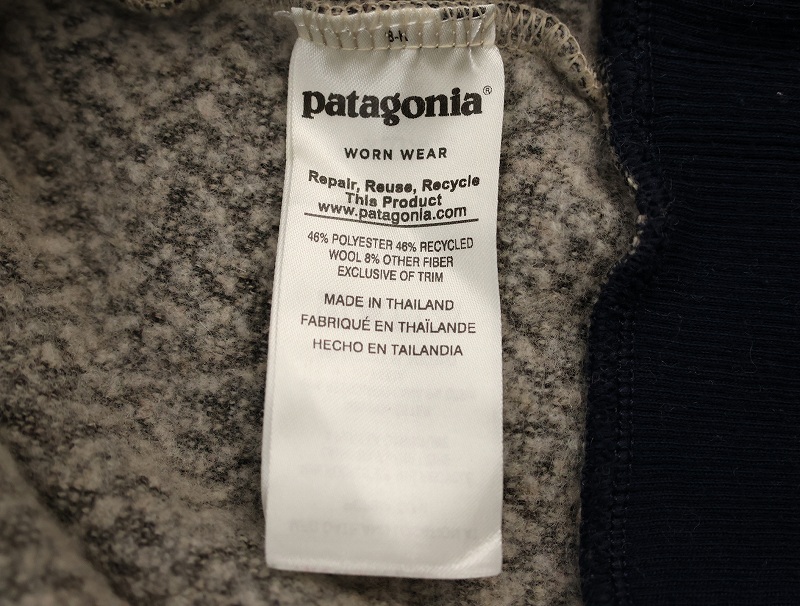 patagonia®
WORN WEAR
Repair, Reuse, Recycle
This Product
www.patagonia.com
46% POLYESTER 46% RECYCLED
WOOL 8% OTHER FIBER
EXCLUSIVE OF TRIM
MADE IN THAILAND
FABRIQUÉ EN THAÏLANDE
HECHO EN TAILANDIA